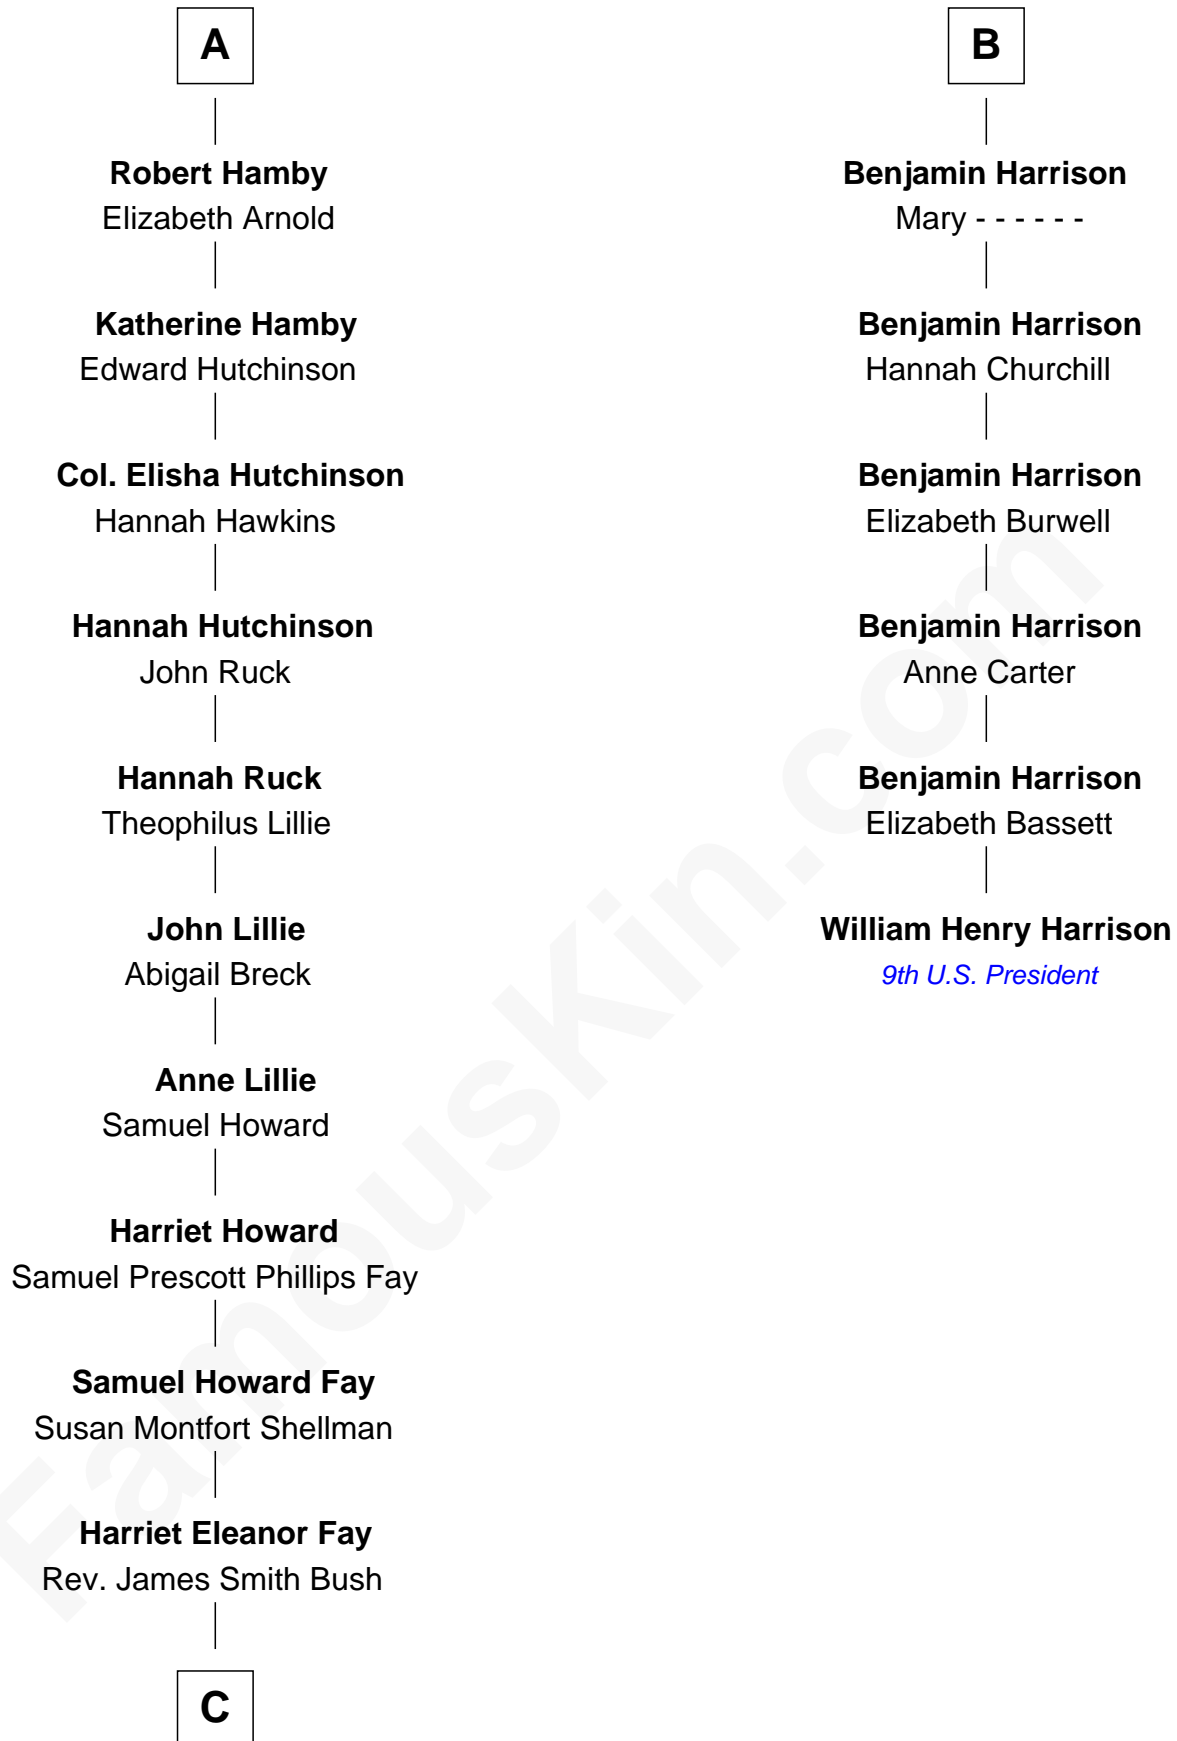 A
Robert Hamby
Elizabeth Arnold
Katherine Hamby
Edward Hutchinson
Col. Elisha Hutchinson
Hannah Hawkins
Hannah Hutchinson
John Ruck
Hannah Ruck
Theophilus Lillie
John Lillie
Abigail Breck
Anne Lillie
Samuel Howard
Harriet Howard
Samuel Prescott Phillips Fay
Samuel Howard Fay
Susan Montfort Shellman
Harriet Eleanor Fay
Rev. James Smith Bush
C
B
Benjamin Harrison
Mary - - - - - -
Benjamin Harrison
Hannah Churchill
Benjamin Harrison
Elizabeth Burwell
Benjamin Harrison
Anne Carter
Benjamin Harrison
Elizabeth Bassett
William Henry Harrison
9th U.S. President
FamousKin.com